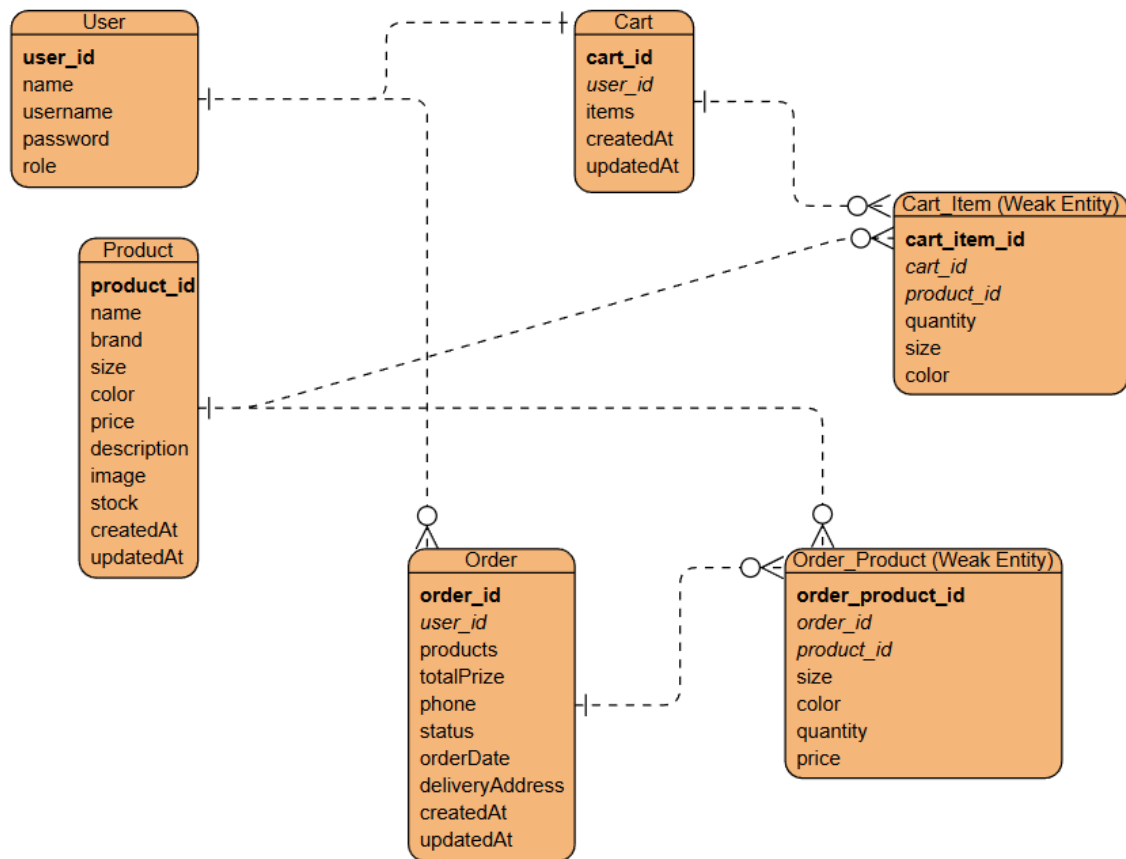 User
user_id
name
username
password
role
Cart
cart_id
user_id
items
createdAt
updatedAt
Cart_Item (Weak Entity)
cart_item_id
cart_id
product_id
quantity
size
color
Product
product_id
name
brand
size
color
price
description
image
stock
createdAt
updatedAt
Order
order_id
user_id
products
totalPrize
phone
status
orderDate
deliveryAddress
createdAt
updatedAt
Order_Product (Weak Entity)
order_product_id
order_id
product_id
size
color
quantity
price